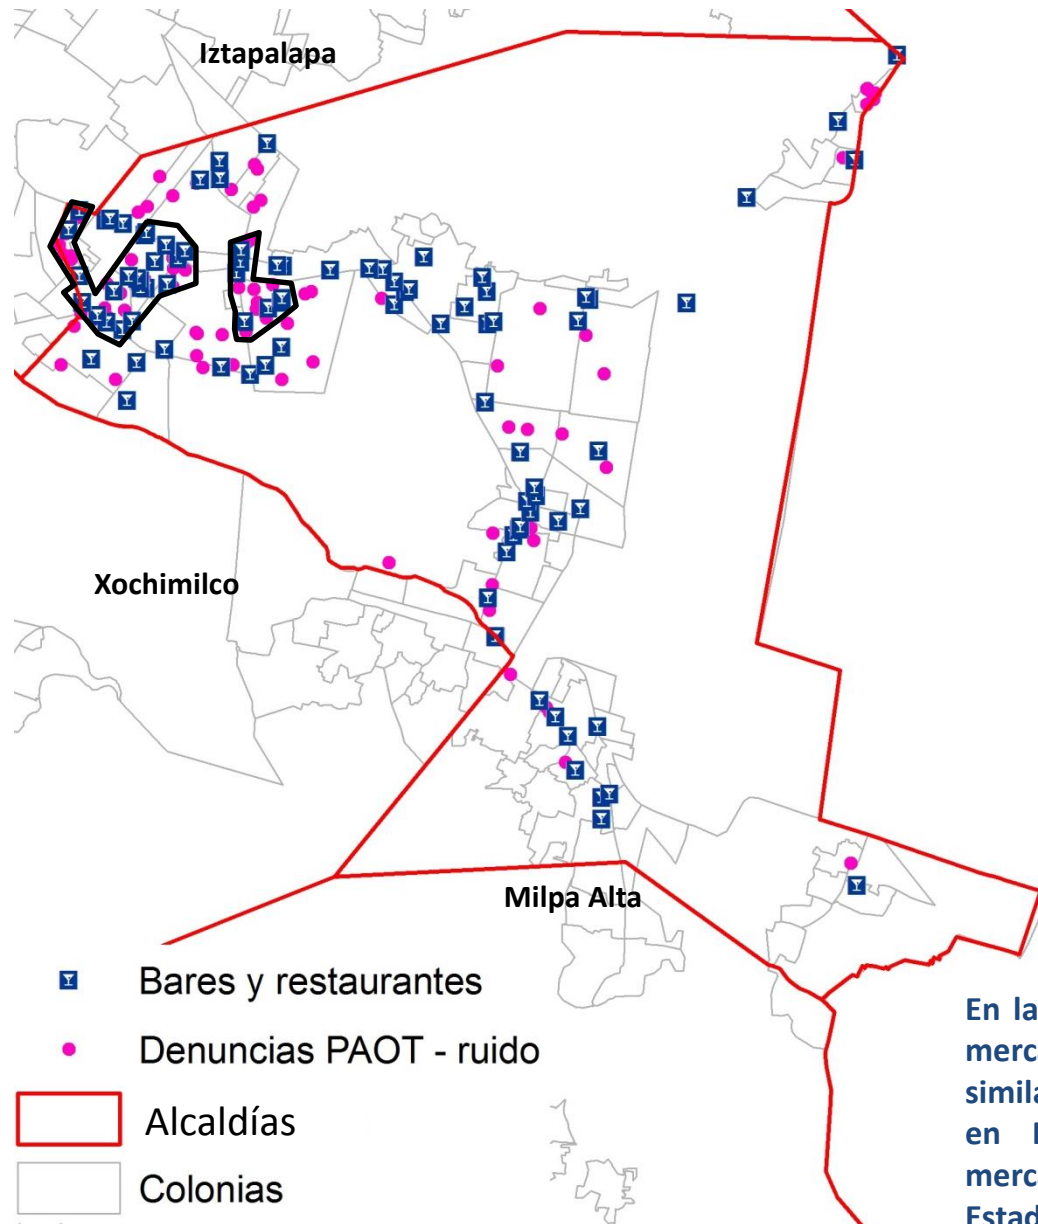 Iztapalapa
Xochimilco
Milpa Alta
Bares y restaurantes
Denuncias PAOT - ruido
Alcaldías
Colonias
En la
merc
simila
en
merc
Estad